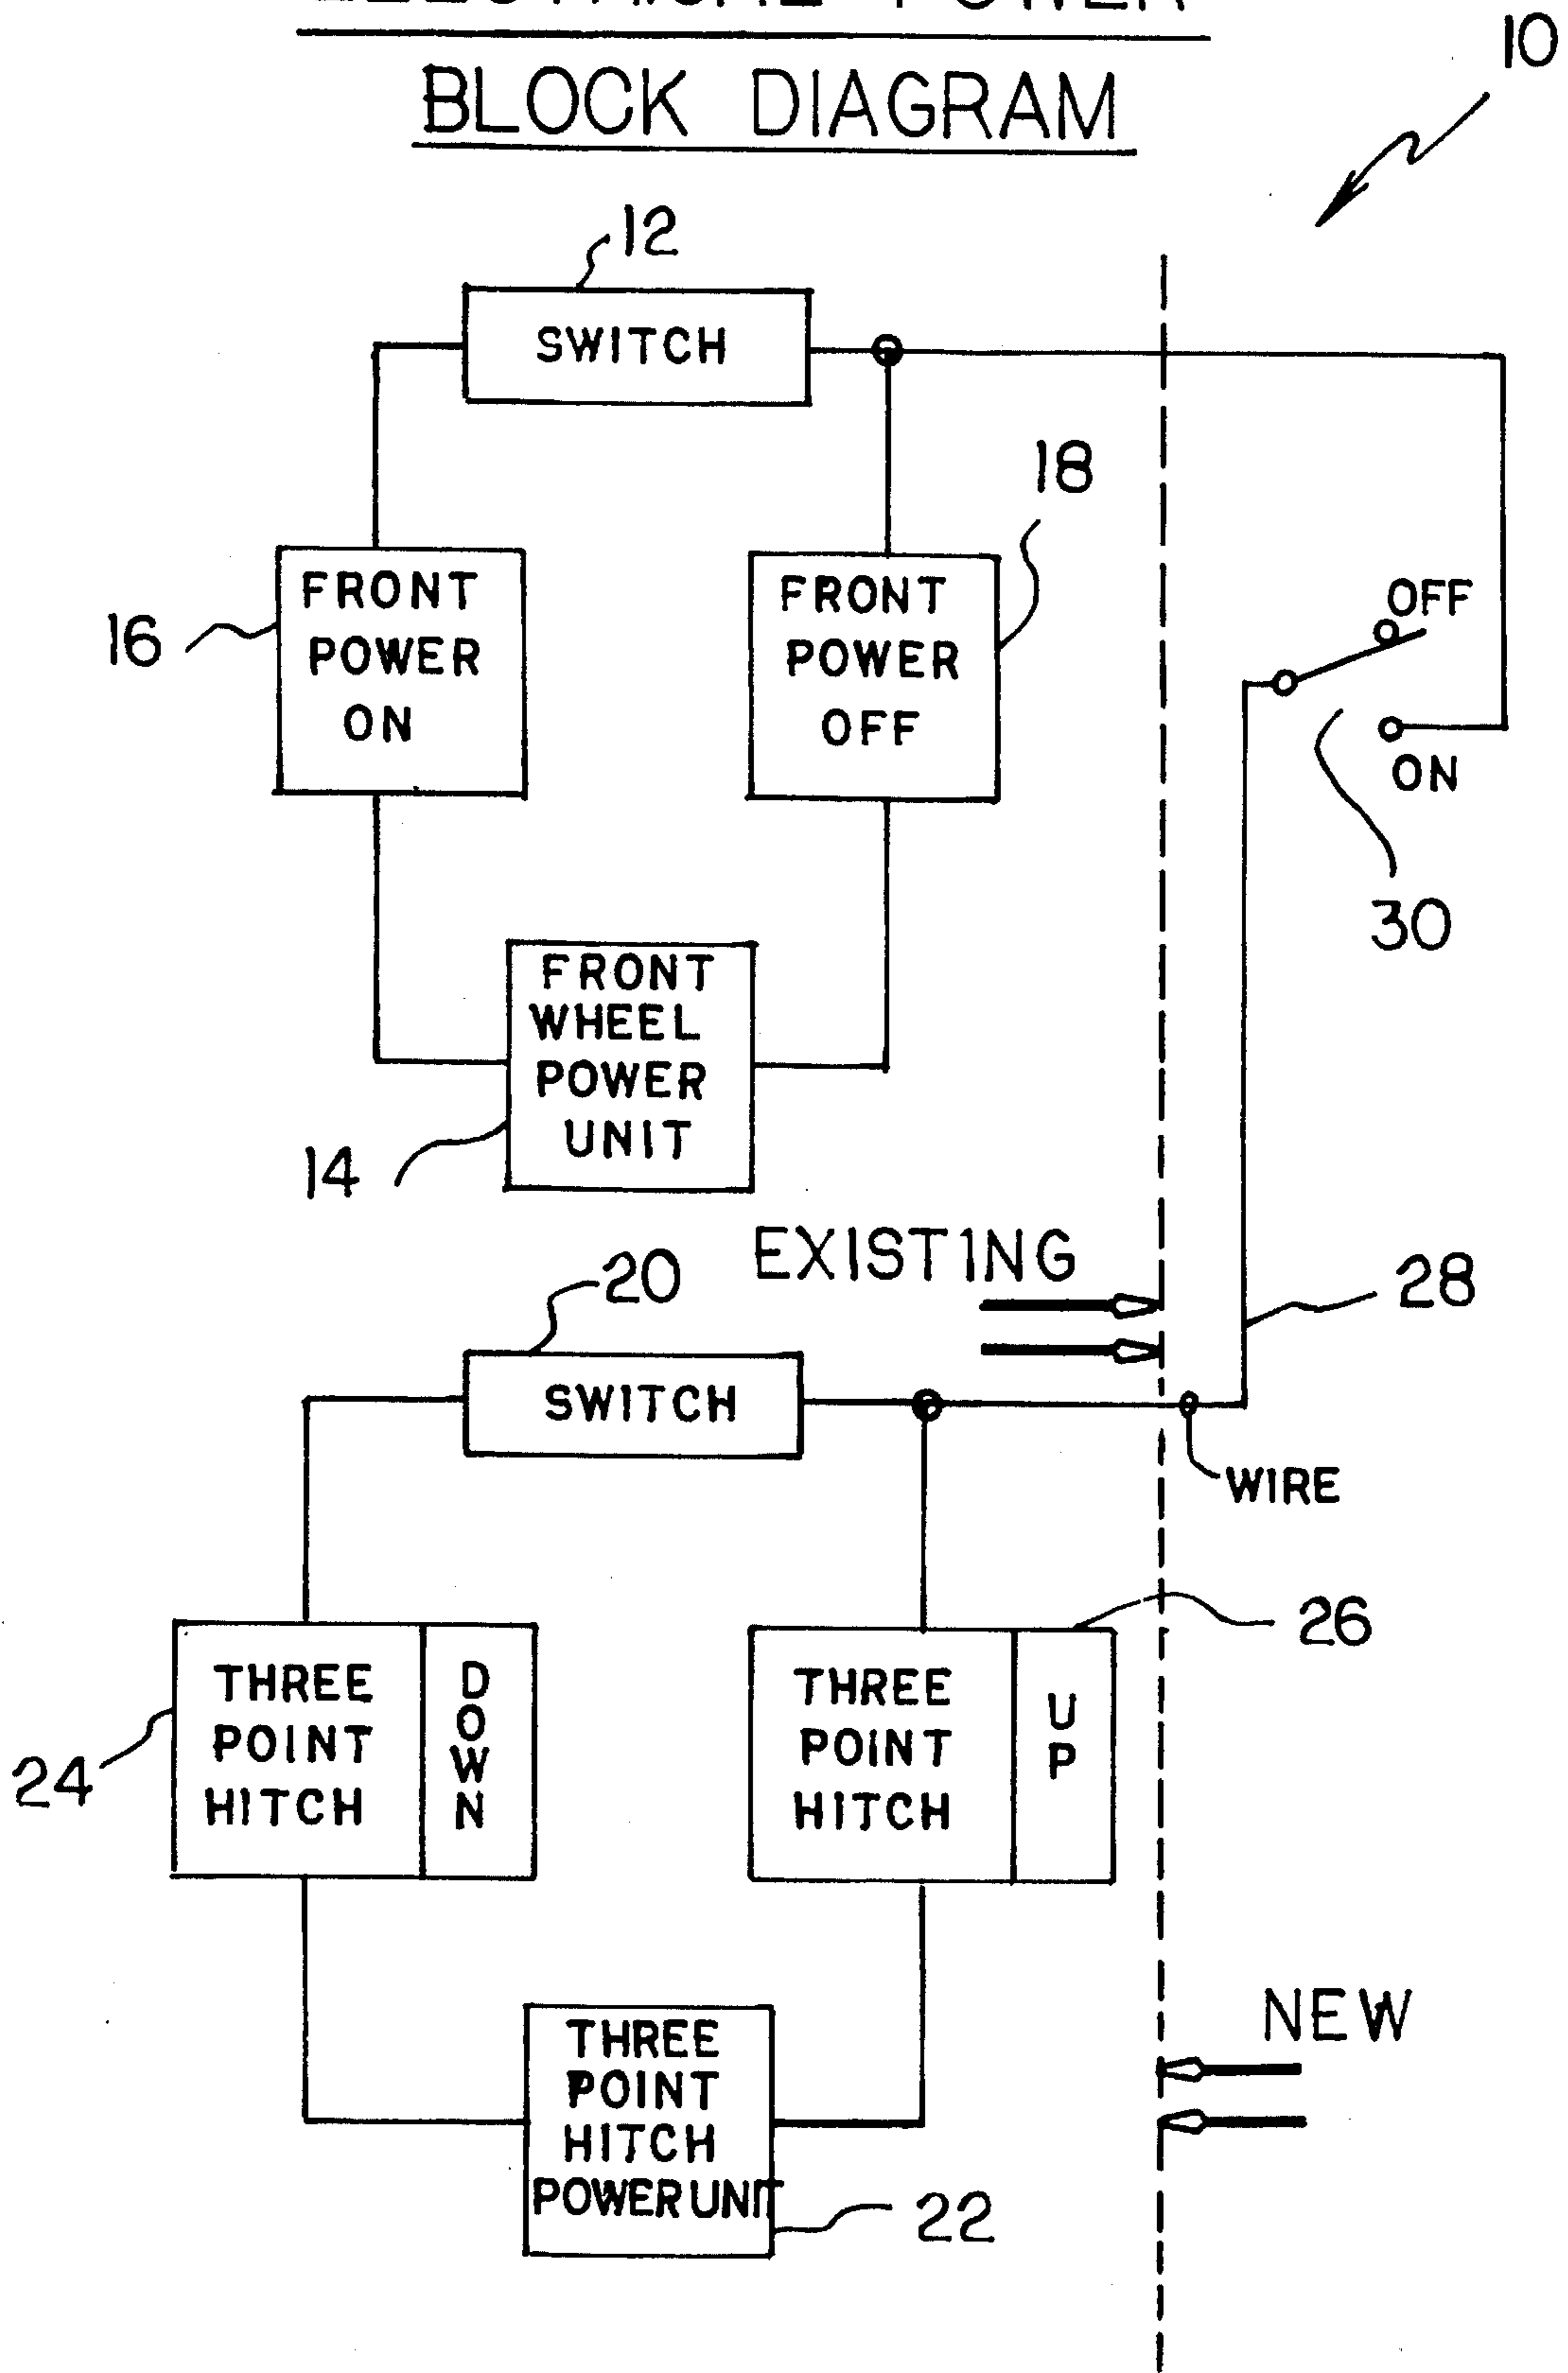 BLOCK DIAGRAM
10
12
SWITCH
18
16
FRONT
POWER
ON
FRONT
POWER
OFF
OFF
ON
30
FRONT
WHEEL
POWER
UNIT
14
EXISTING
20
28
SWITCH
WIRE
26
24
THREE
POINT
HITCH
DOWN
THREE
POINT
HITCH
UP
NEW
THREE
POINT
HITCH
POWER UNIT
22